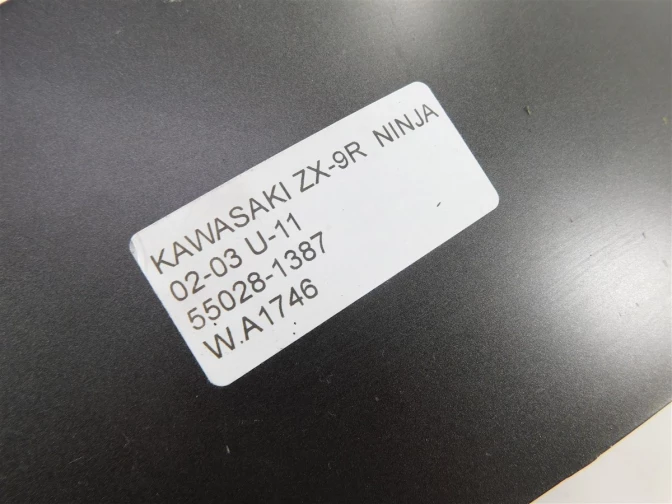 KAWASAKI ZX-9R NINJA
02-03 U-11
55028-1387
W.A1746